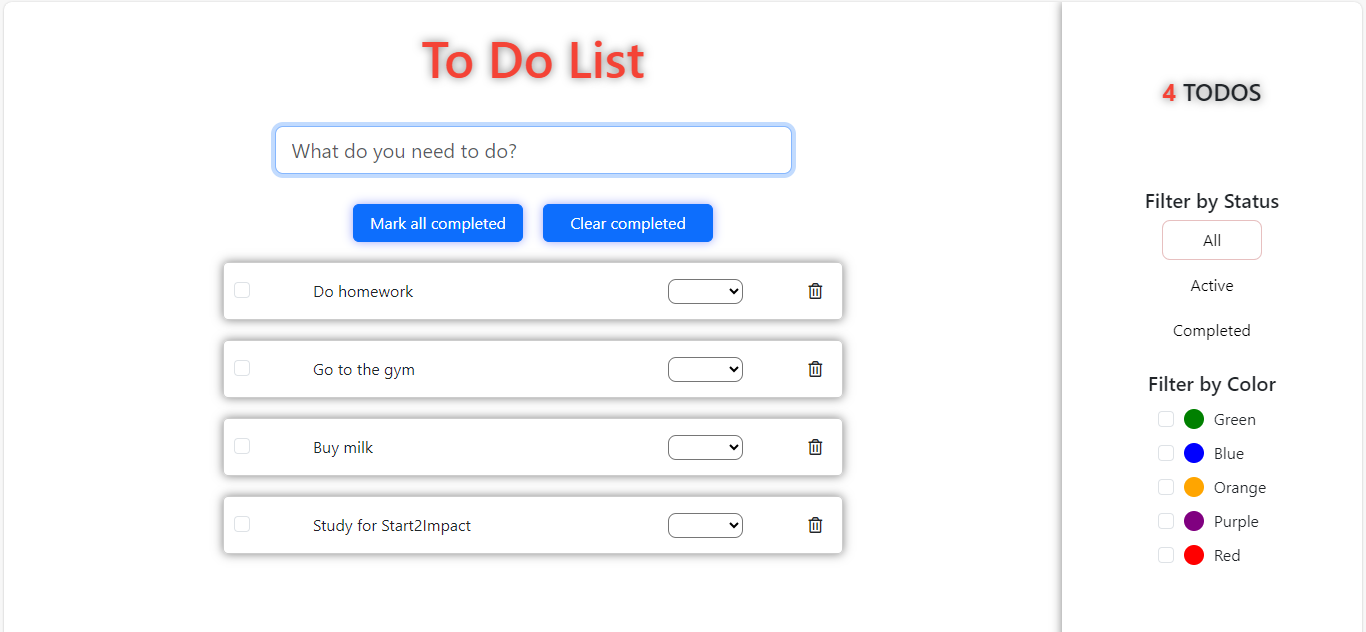 To Do List
What do you need to do?
Mark all completed
Clear completed
Do homework
Go to the gym
Buy milk
Study for Start2Impact
4 TODOS
Filter by Status
All
Active
Completed
Filter by Color
Green
Blue
Orange
Purple
Red